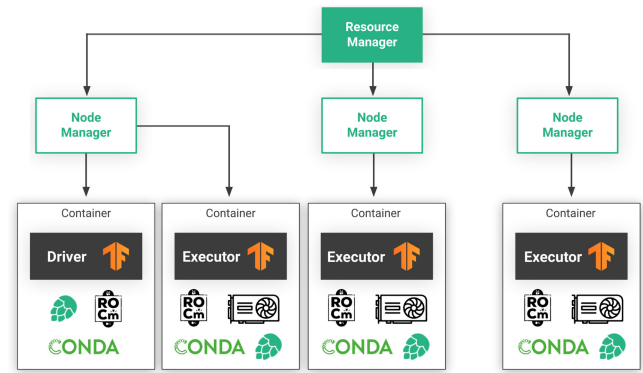 Resource
Manager
Node
Manager
Node
Manager
Node
Manager
Container
Driver
RO
Cm
CONDA
Container
Executor
RO
Cm
CONDA
Container
Executor
RO
Cm
CONDA
Container
Executor
RO
Cm
CONDA